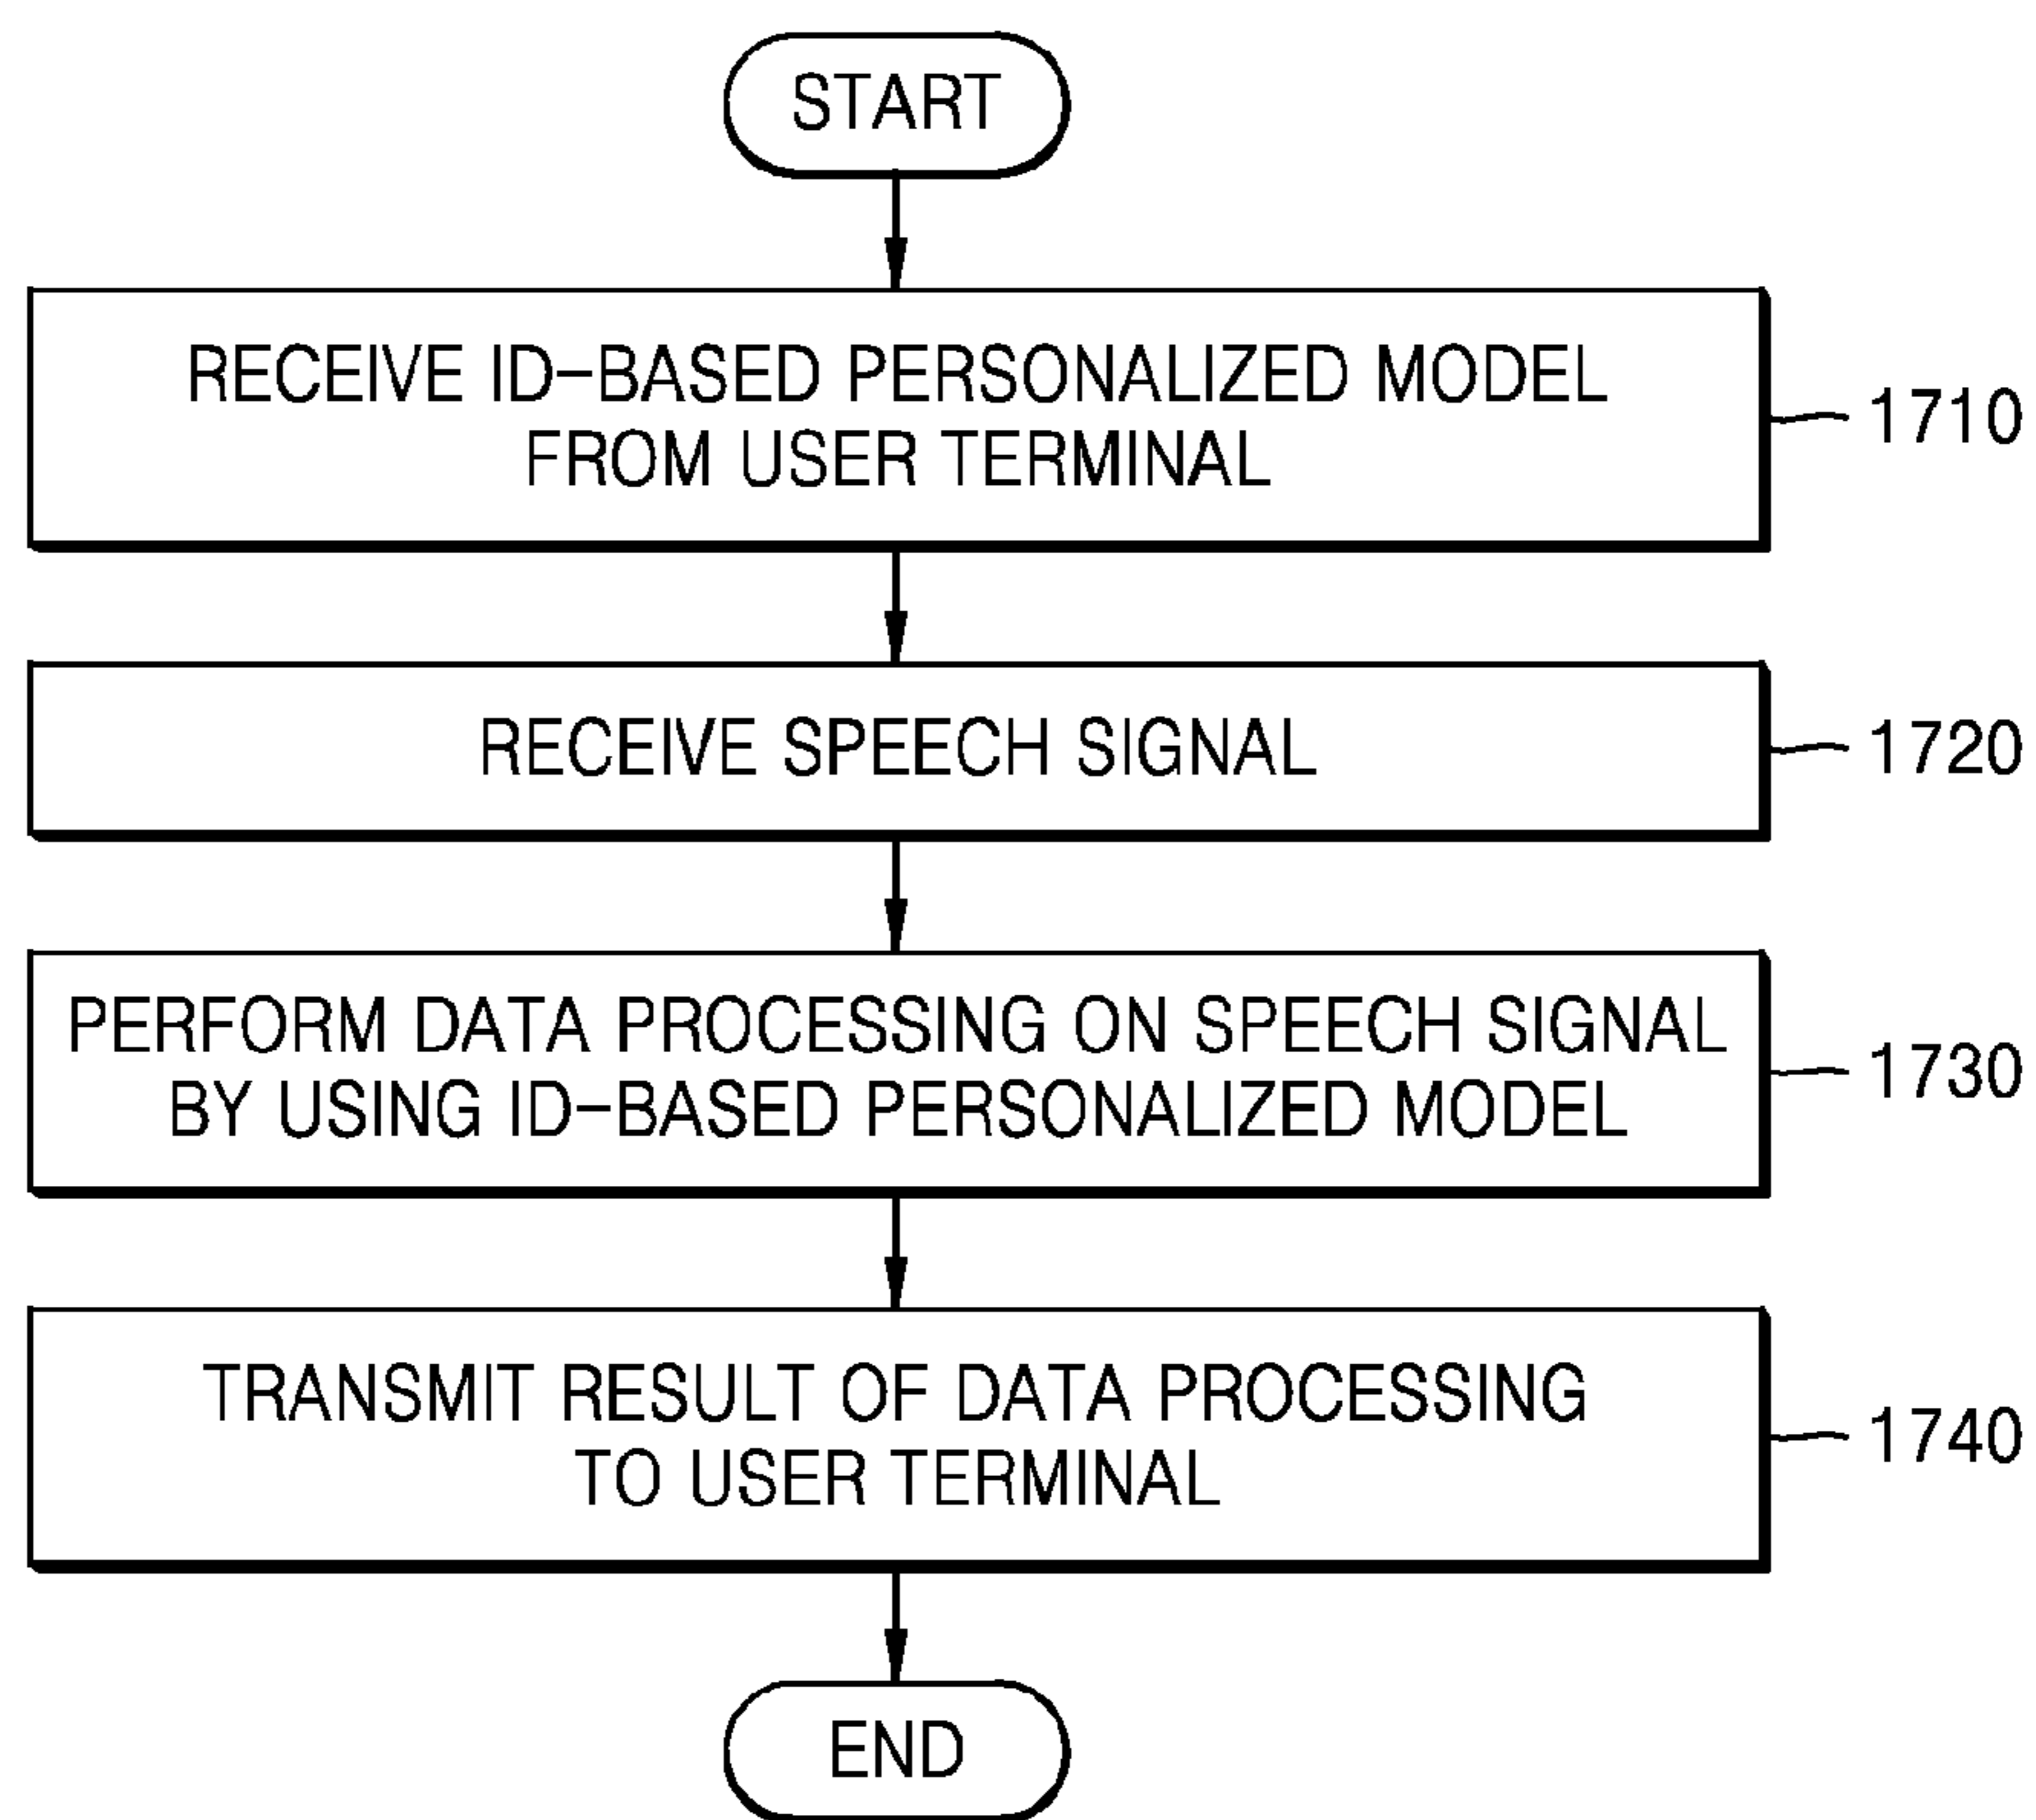 START
RECEIVE ID-BASED PERSONALIZED MODEL
FROM USER TERMINAL
1710
RECEIVE SPEECH SIGNAL
1720
PERFORM DATA PROCESSING ON SPEECH SIGNAL
BY USING ID-BASED PERSONALIZED MODEL
1730
TRANSMIT RESULT OF DATA PROCESSING
TO USER TERMINAL
1740
END